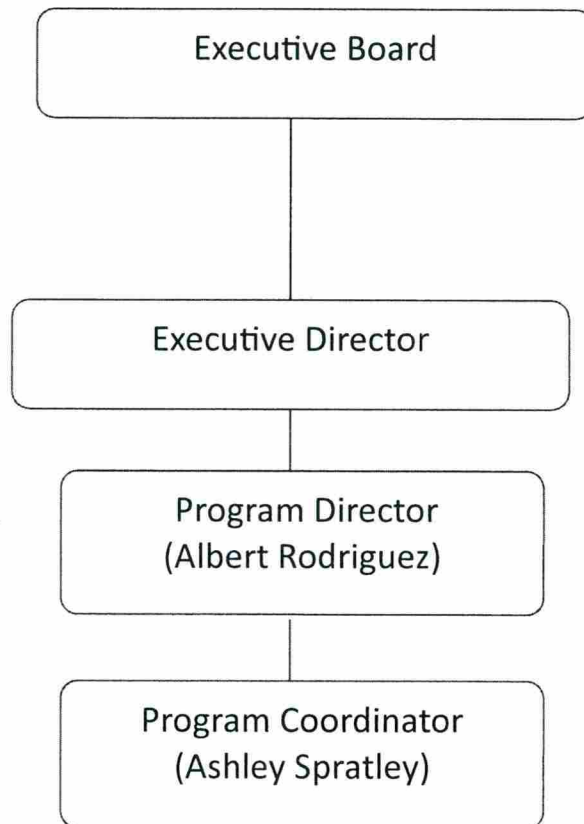 Executive Board
Executive Director
Program Director
(Albert Rodriguez)
Program Coordinator
(Ashley Spratley)